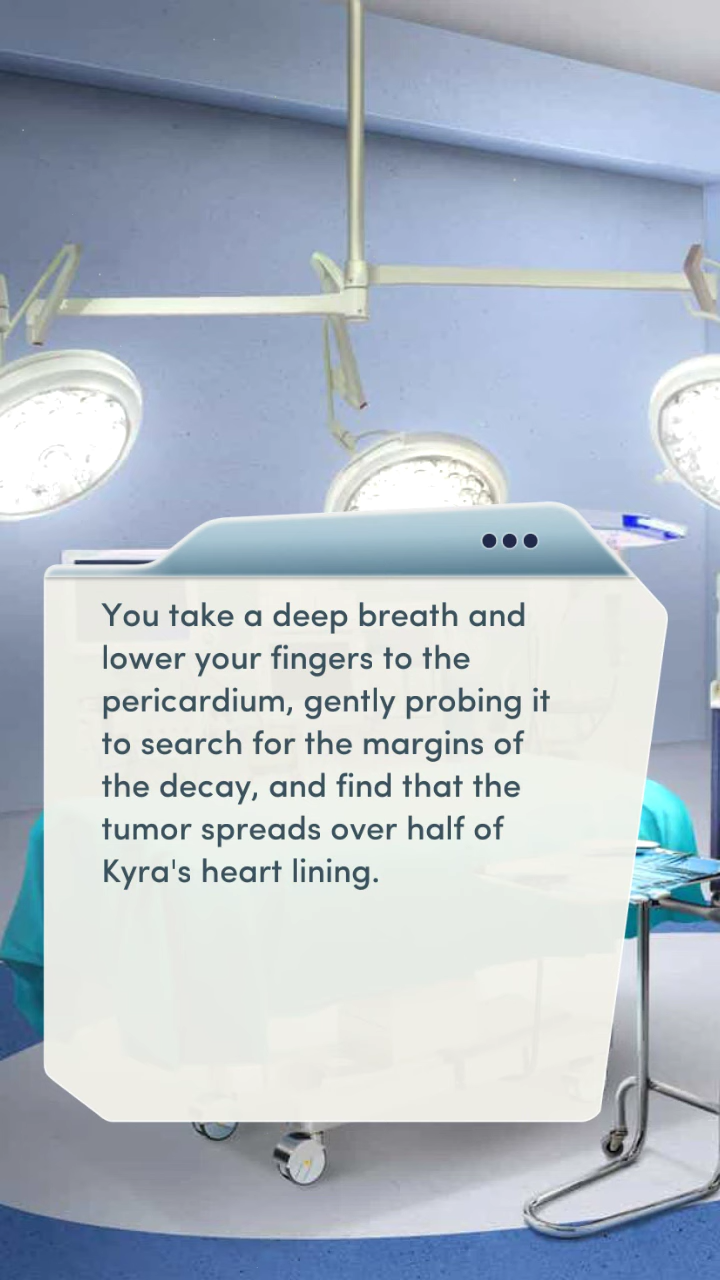 You take a deep breath and
lower your fingers to the
pericardium, gently probing it
to search for the margins of
the decay, and find that the
tumor spreads over half of
Kyra's heart lining.